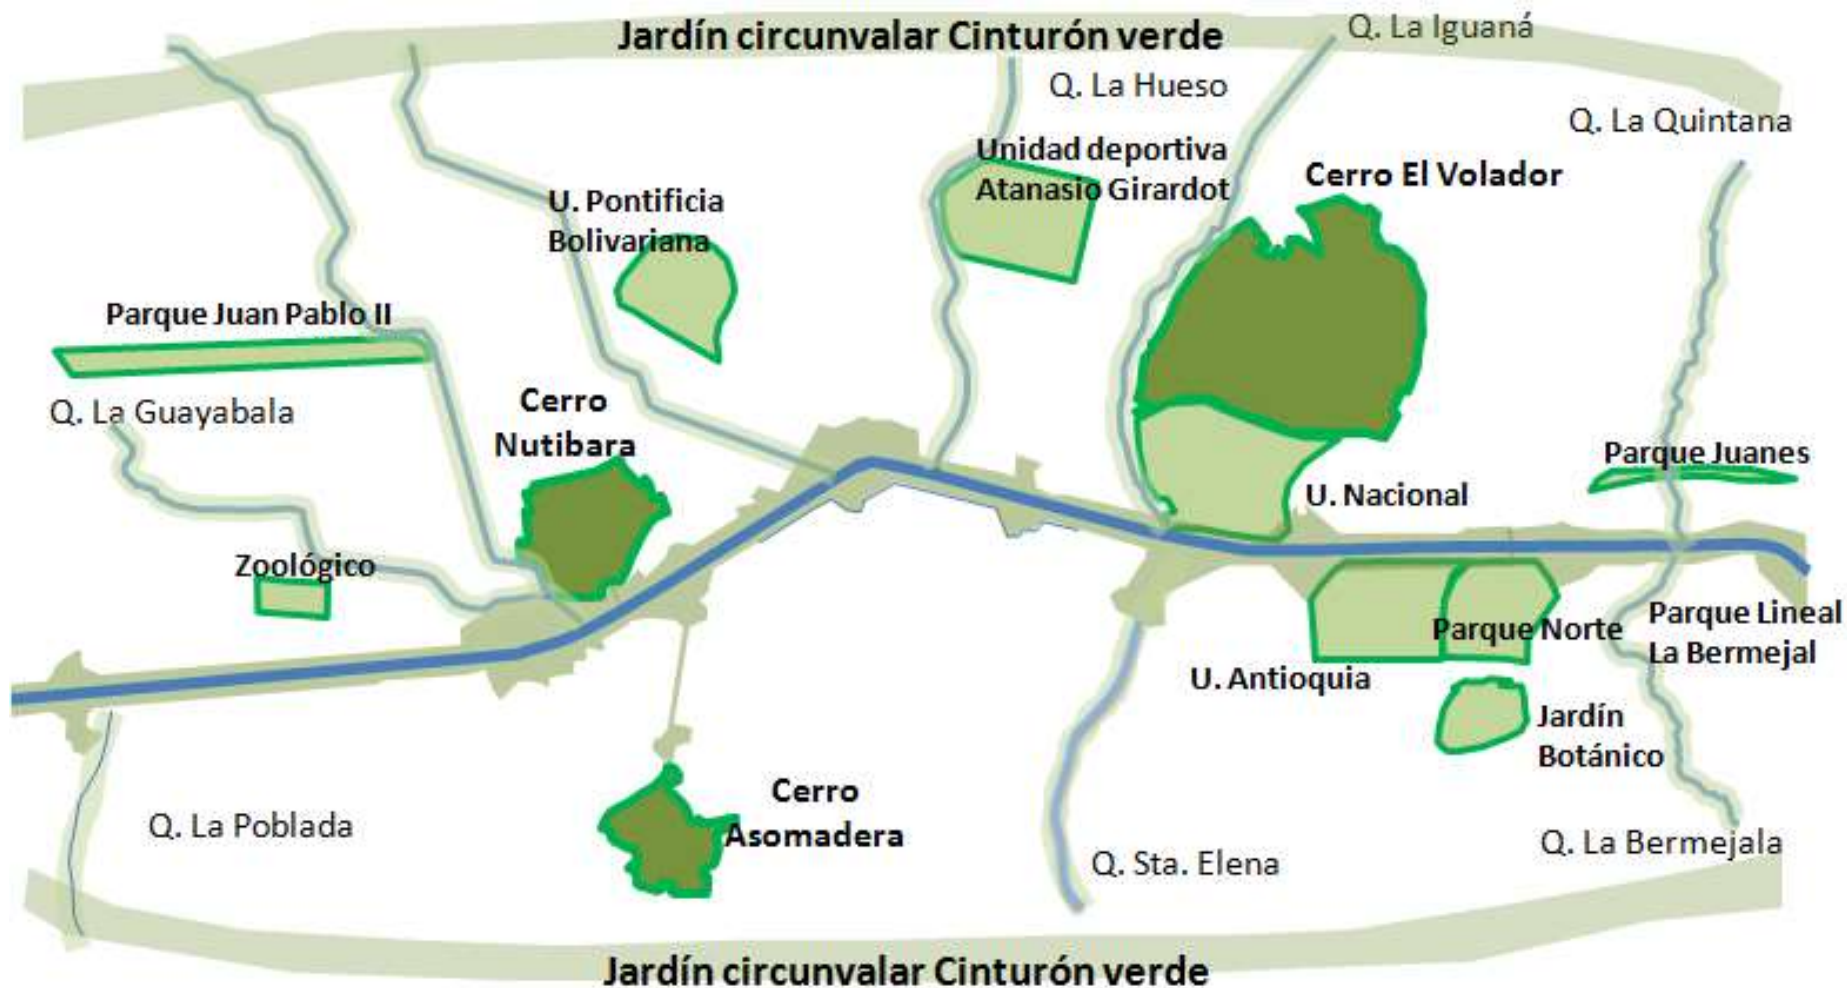 Jardín circunvalar Cinturón verde
Q. La Iguaná
Q. La Hueso
Q. La Quintana
Unidad deportiva
Atanasio Girardot
Cerro El Volador
U. Pontificia
Bolivariana
Parque Juan Pablo II
Q. La Guayabala
Cerro
Nutibara
Parque Juanes
U. Nacional
Zoológico
Parque Norte
Parque Lineal
La Bermejal
U. Antioquia
Jardín
Botánico
Cerro
Asomadera
Q. La Poblada
Q. Sta. Elena
Q. La Bermejala
Jardín circunvalar Cinturón verde